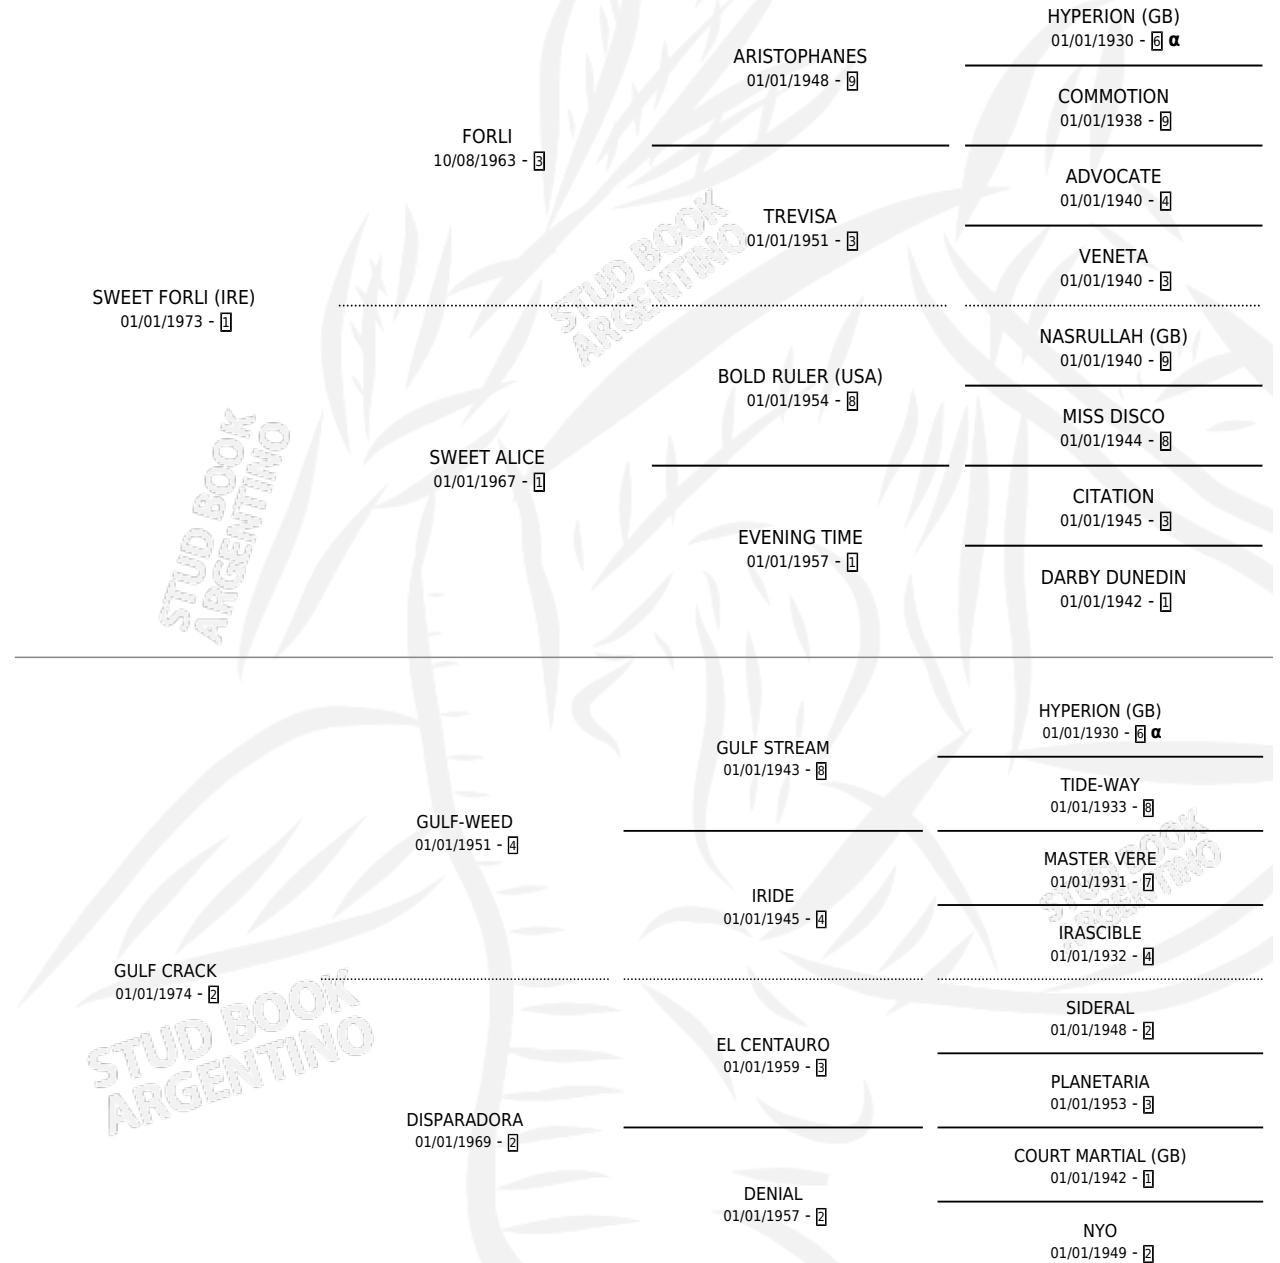 HYPERION (GB)
01/01/1930 - 6 α
ARISTOPHANES
01/01/1948 - 9
COMMOTION
01/01/1938 - 9
FORLI
10/08/1963 - 3
ADVOCATE
01/01/1940 - 4
TREVISA
01/01/1951 - 3
VENETA
01/01/1940 - 3
SWEET FORLI (IRE)
01/01/1973 - 1
NASRULLAH (GB)
01/01/1940 - 9
BOLD RULER (USA)
01/01/1954 - 8
MISS DISCO
01/01/1944 - 8
SWEET ALICE
01/01/1967 - 1
CITATION
01/01/1945 - 3
EVENING TIME
01/01/1957 - 1
DARBY DUNEDIN
01/01/1942 - 1
HYPERION (GB)
01/01/1930 - 6 α
GULF STREAM
01/01/1943 - 8
TIDE-WAY
01/01/1933 - 8
GULF-WEED
01/01/1951 - 4
MASTER VERE
01/01/1931 - 7
IRIDE
01/01/1945 - 4
IRASCIBLE
01/01/1932 - 4
GULF CRACK
01/01/1974 - 2
SIDERAL
01/01/1948 - 2
EL CENTAURO
01/01/1959 - 3
PLANETARIA
01/01/1953 - 3
DISPARADORA
01/01/1969 - 2
COURT MARTIAL (GB)
01/01/1942 - 1
DENIAL
01/01/1957 - 2
NYO
01/01/1949 - 2
STUD BOOK
ARGENTINO
STUD BOOK
ARGENTINO
STUD BOOK
ARGENTINO
STUD BOOK
ARGENTINO